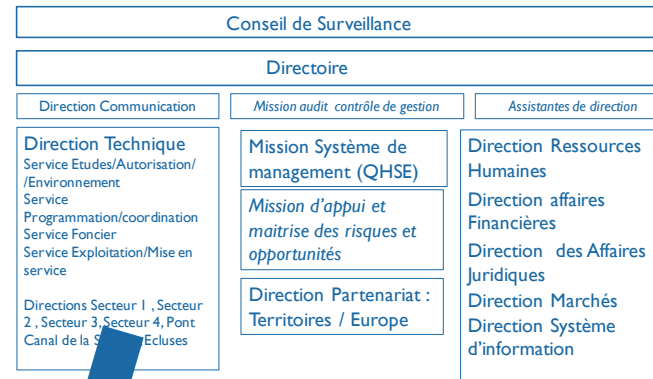 Conseil de Surveillance
Directoire
Direction Communication
Mission audit contrôle de gestion
Assistantes de direction
Direction Technique
Service Etudes/Autorisation/
/Environnement
Service
Programmation/coordination
Service Foncier
Service Exploitation/Mise en
service
Directions Secteur 1 , Secteur
2 , Secteur 3, Secteur 4, Pont
Canal de la Ecluses
Mission Système de
management (QHSE)
Mission d'appui et
maitrise des risques et
opportunités
Direction Partenariat :
Territoires / Europe
Direction Ressources
Humaines
Direction affaires
Financières
Direction des Affaires
Juridiques
Direction Marchés
Direction Système
d'information